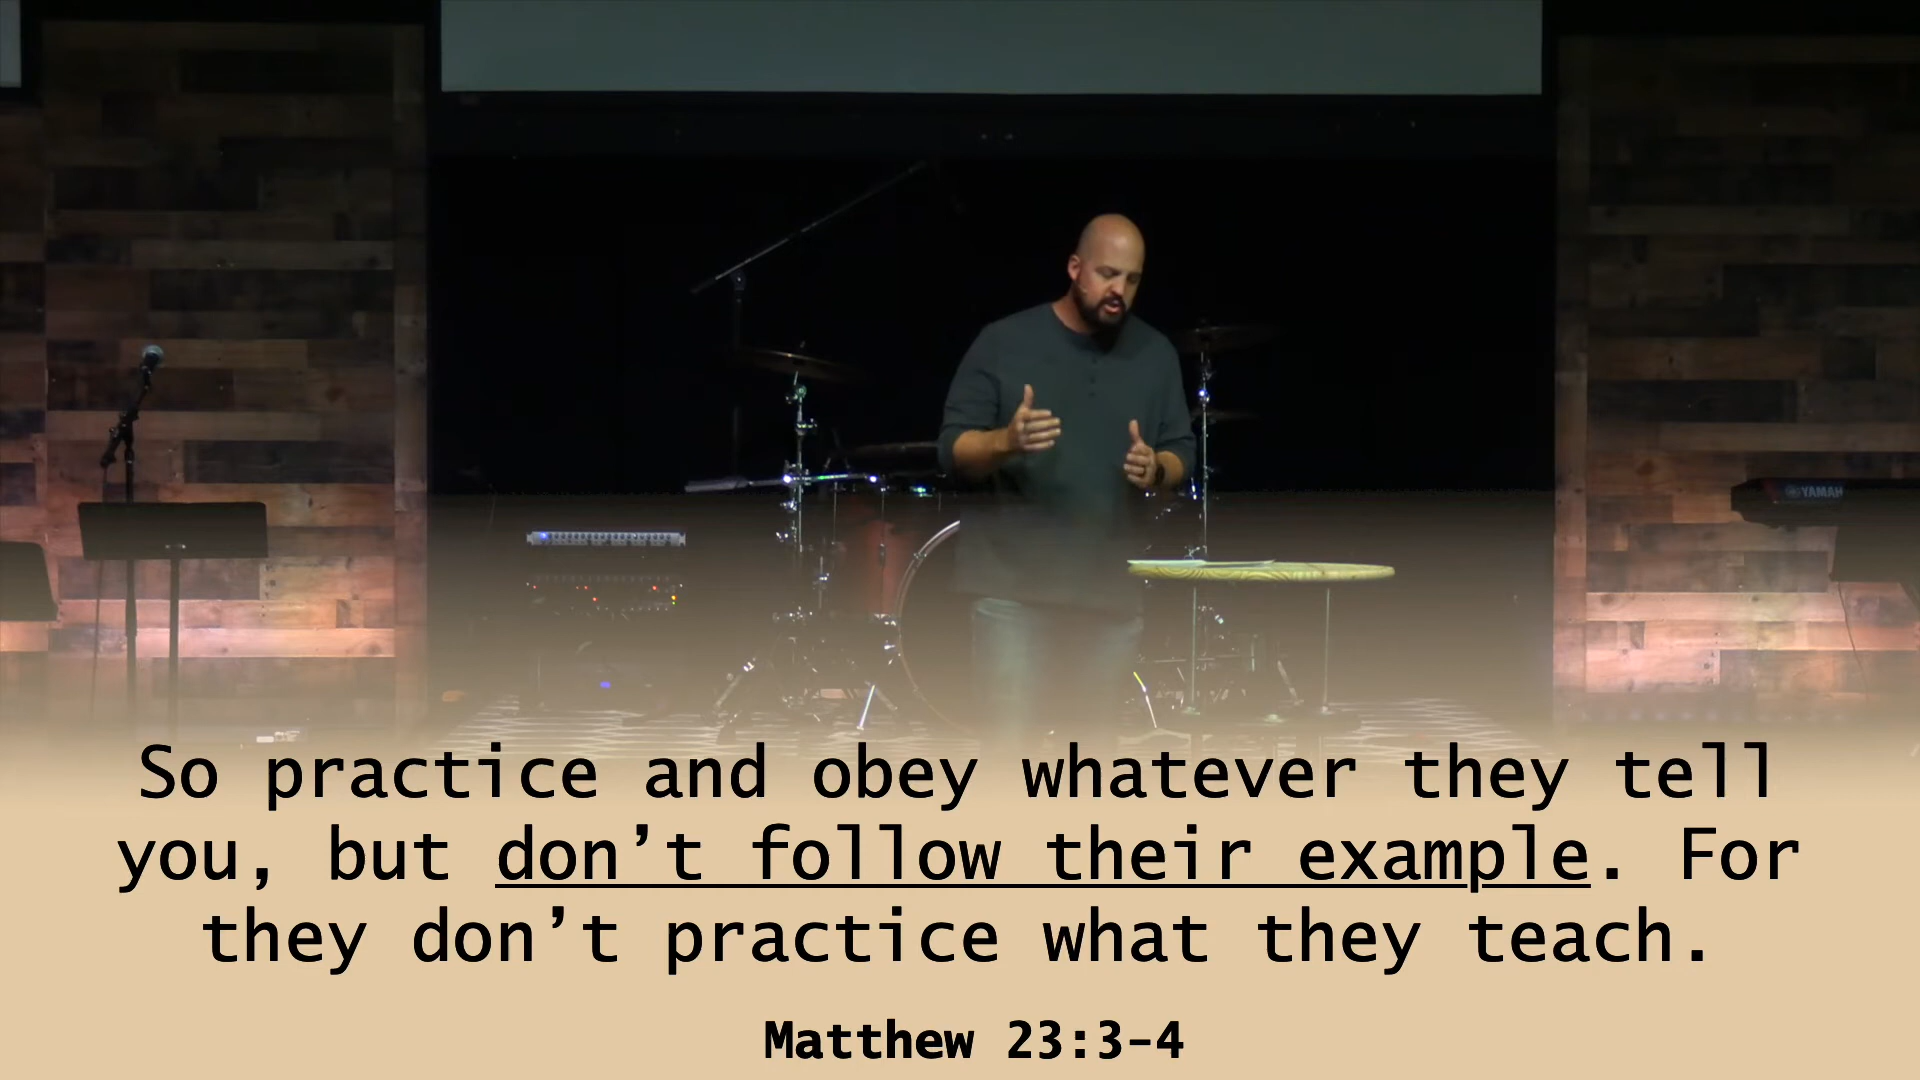 YAMAHA
So practice and obey whatever they tell
you, but don’t follow their example. For
they don’t practice what they teach.
Matthew 23:3–4